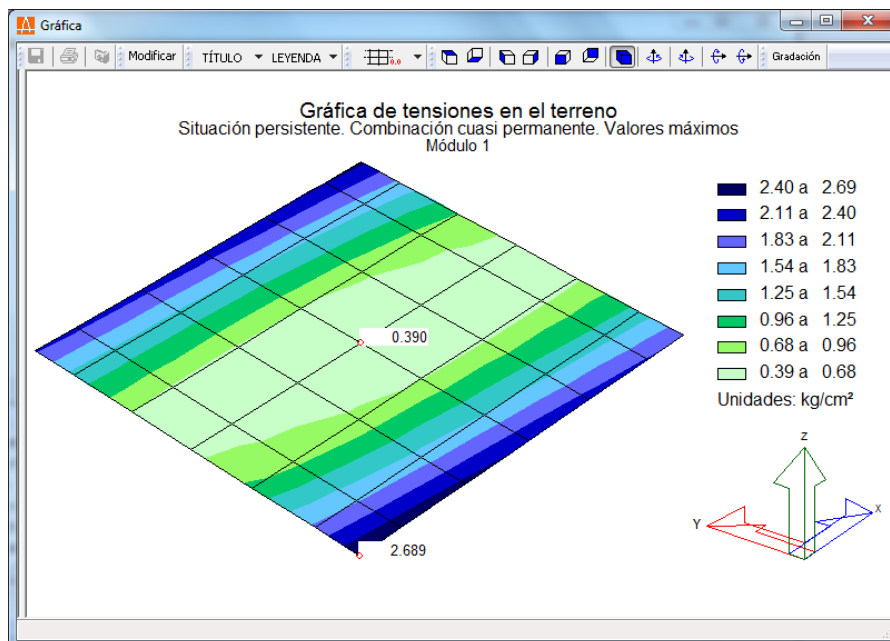 Gráfica
Modificar TÍTULO LEYENDA 0.0 Gradación
Gráfica de tensiones en el terreno
Situación persistente. Combinación cuasi permanente. Valores máximos
Módulo 1
2.40 a 2.69
2.11 a 2.40
1.83 a 2.11
1.54 a 1.83
1.25 a 1.54
0.96 a 1.25
0.68 a 0.96
0.39 a 0.68
Unidades: kg/cm²
0.390
2.689
Z
Y
X